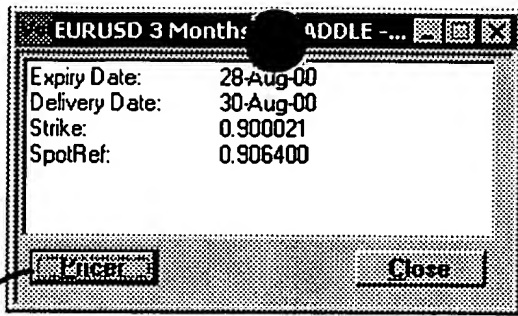 EURUSD 3 Months ADDLE -...
Expiry Date: 28-Aug-00
Delivery Date: 30-Aug-00
Strike: 0.900021
SpotRef: 0.906400
Pricer Close